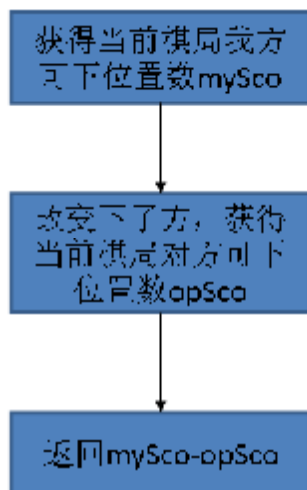 获得当前棋局我方
可下位置数mySco
改变下子方，获得
当前棋局对方可下
位置数opSco
返回mySco-opSco